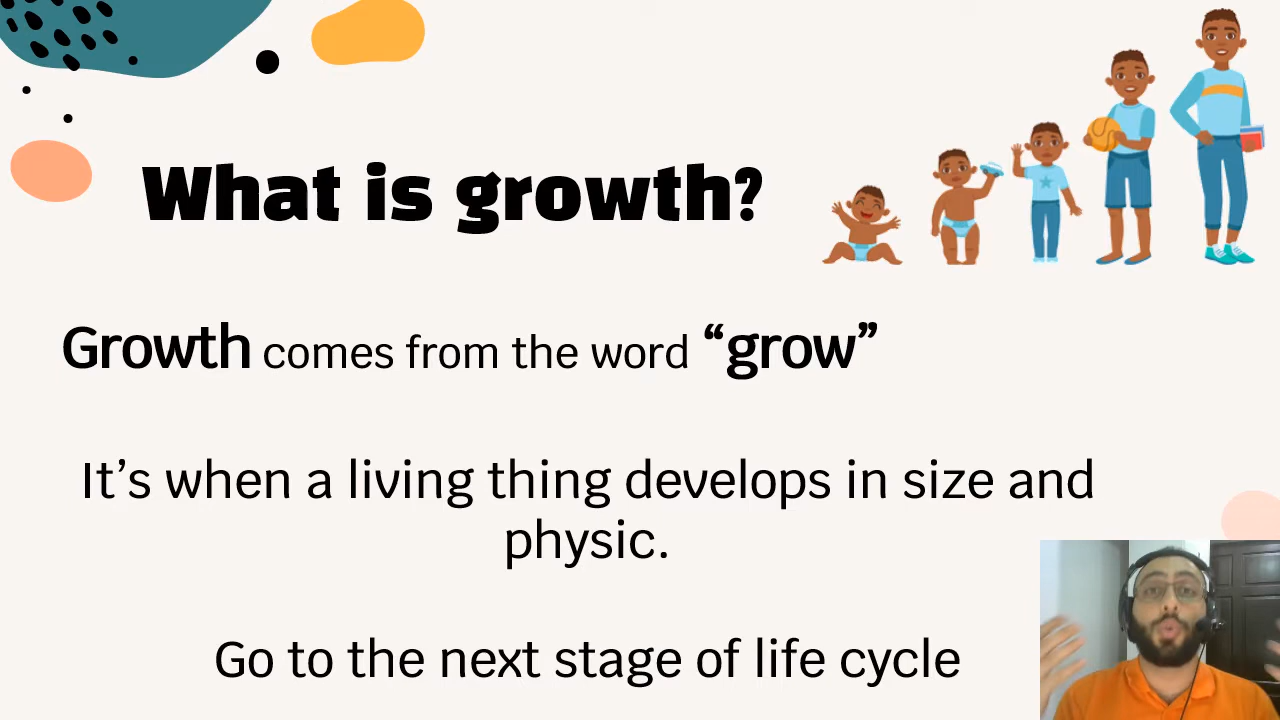 What is growth?
Growth comes from the word “grow”
It’s when a living thing develops in size and
physic.
Go to the next stage of life cycle